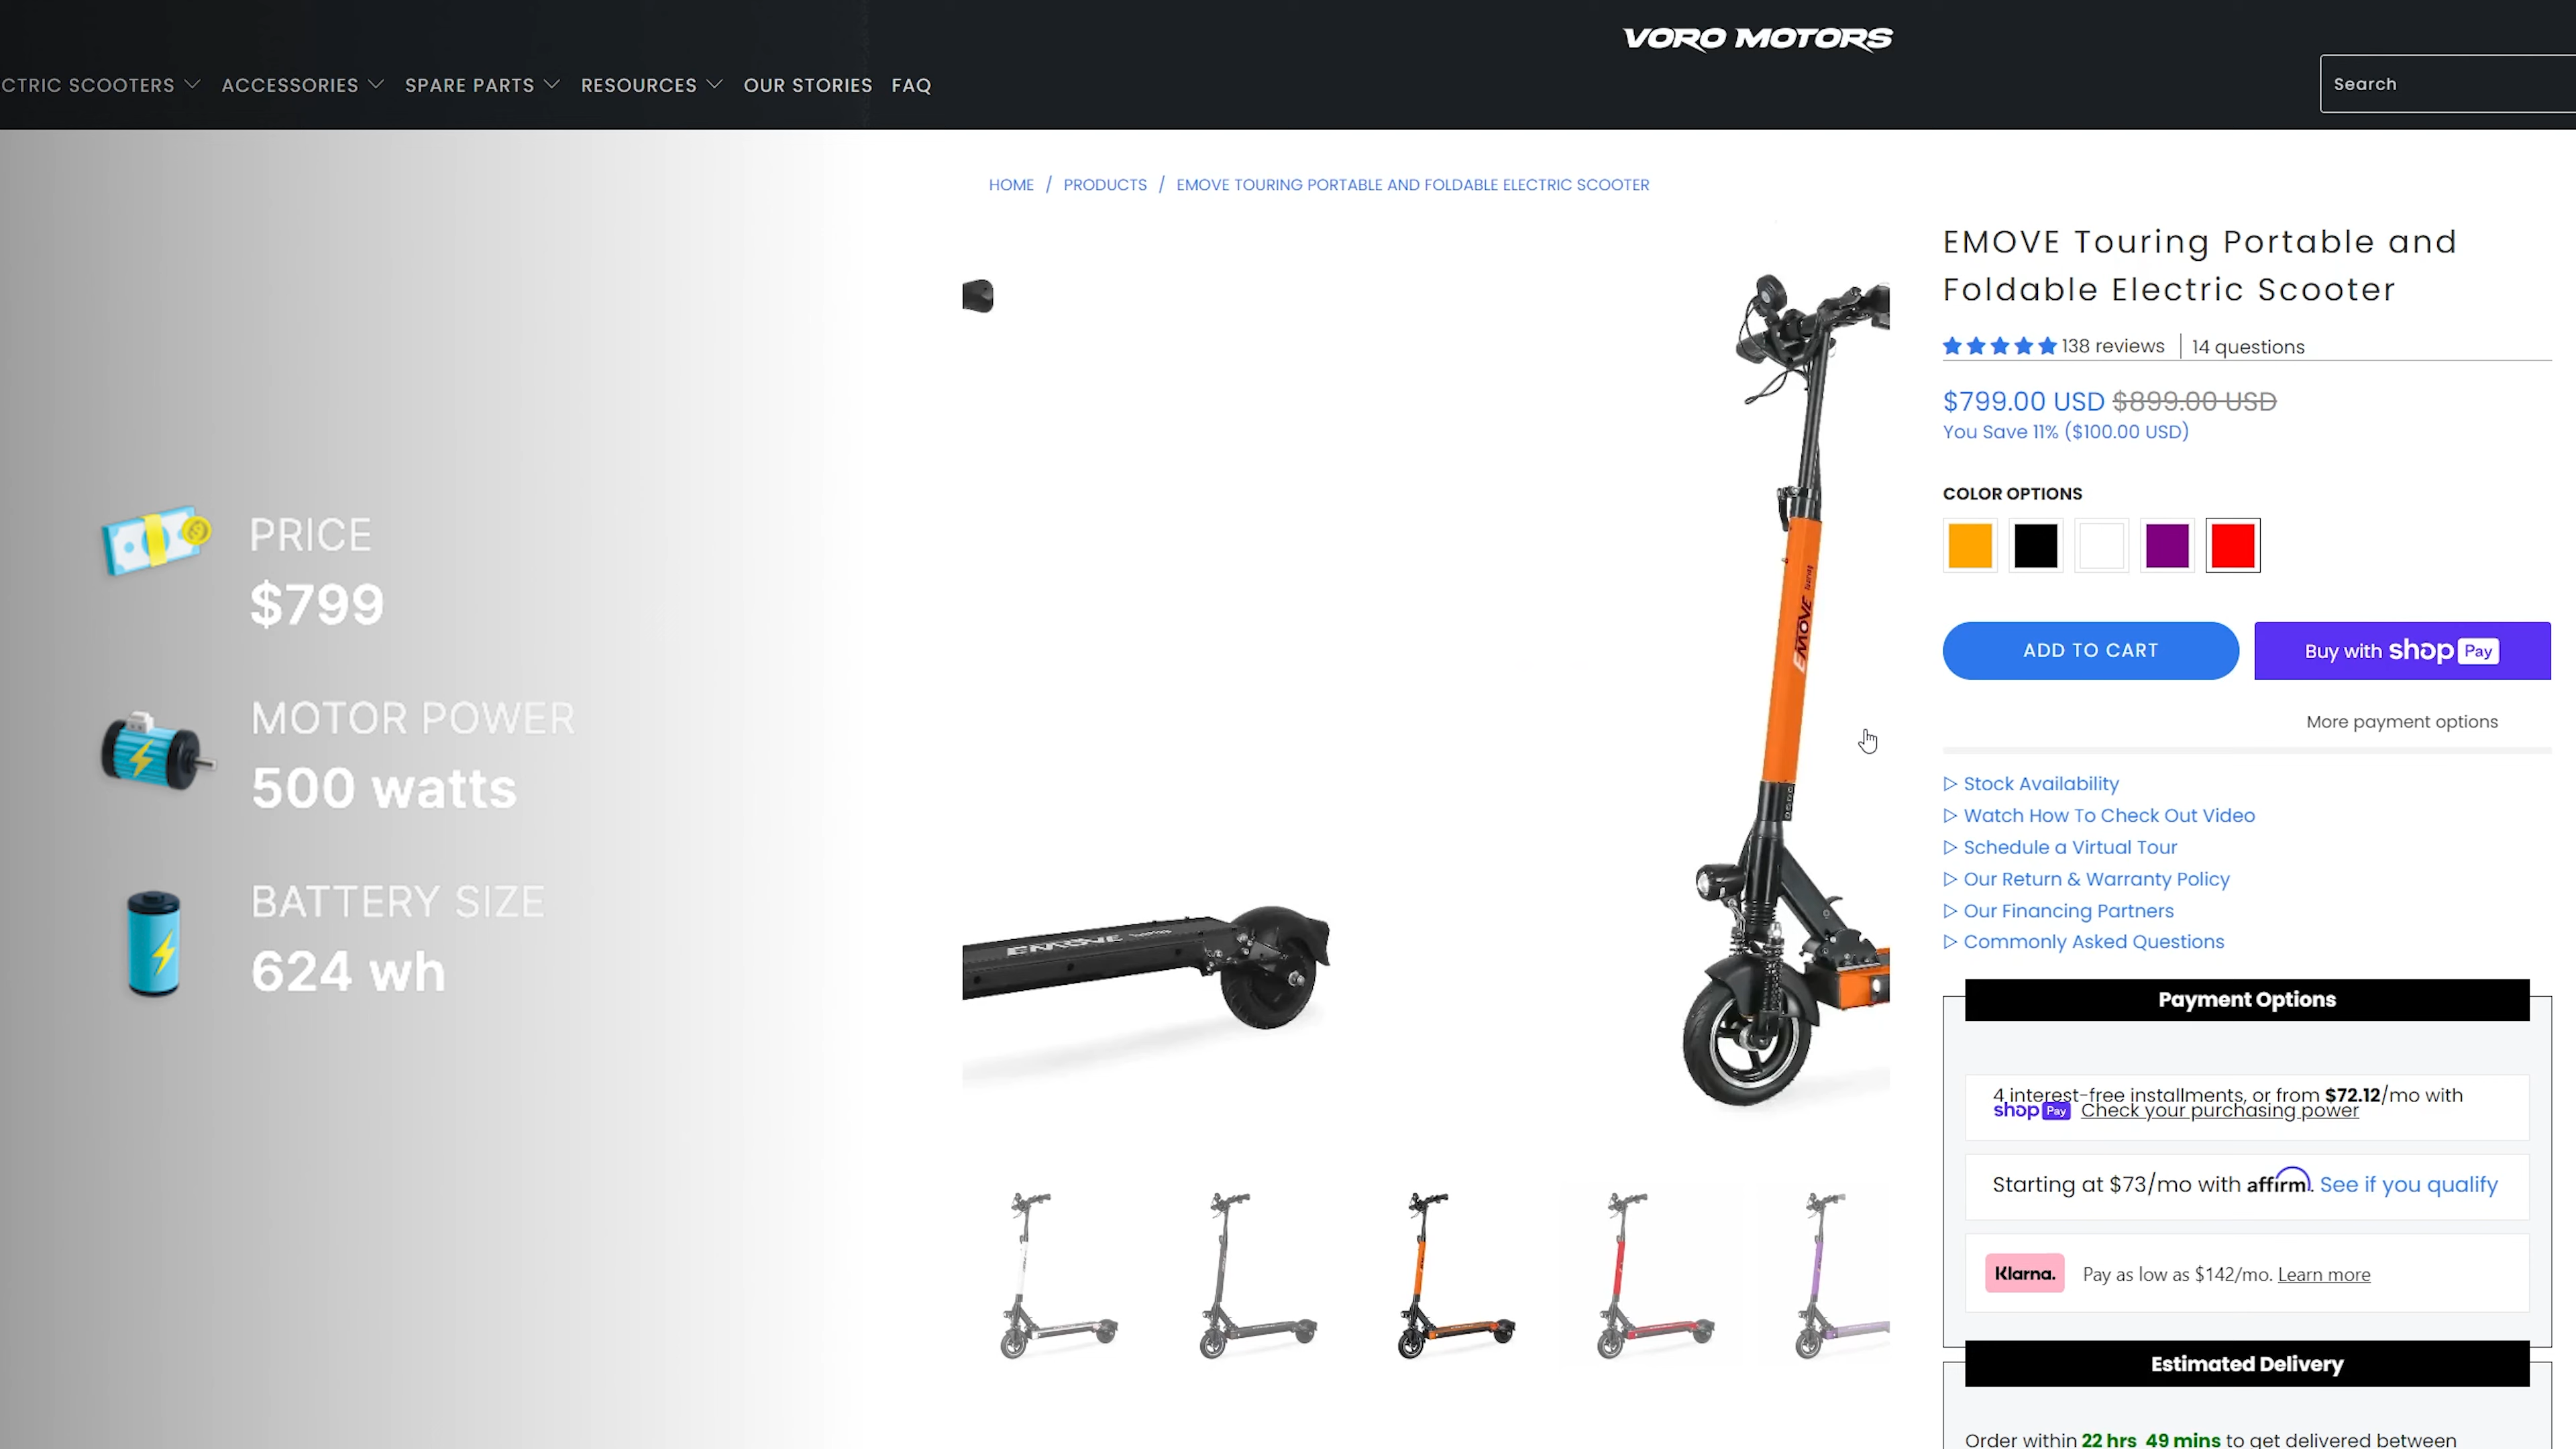 VORO MOTORS
CTRIC SCOOTERS ACCESSORIES SPARE PARTS RESOURCES OUR STORIES FAQ
Search
HOME / PRODUCTS / EMOVE TOURING PORTABLE AND FOLDABLE ELECTRIC SCOOTER
PRICE
$799
MOTOR POWER
500 watts
BATTERY SIZE
624 wh
EMOVE Touring
EMOVE Touring
EMOVE Touring Portable and
Foldable Electric Scooter
138 reviews | 14 questions
$799.00 USD $899.00 USD
You Save 11% ($100.00 USD)
COLOR OPTIONS
ADD TO CART
Buy with shop Pay
More payment options
▷ Stock Availability
▷ Watch How To Check Out Video
▷ Schedule a Virtual Tour
▷ Our Return & Warranty Policy
▷ Our Financing Partners
▷ Commonly Asked Questions
Payment Options
4 interest-free installments, or from $72.12/mo with
shop Pay Check your purchasing power
Starting at $73/mo with affirm. See if you qualify
Klarna. Pay as low as $142/mo. Learn more
Estimated Delivery
Order within 22 hrs 49 mins to get delivered between